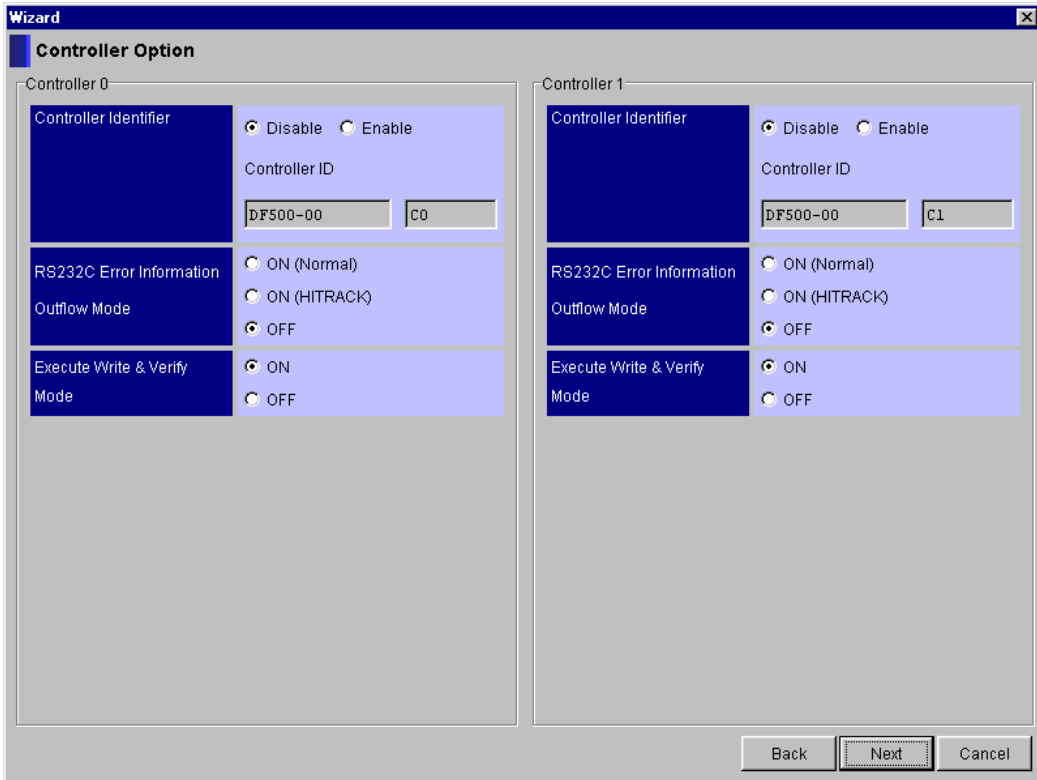 Wizard
Controller Option
Controller 0
Controller Identifier
Disable Enable
Controller ID
DF500-00 C0
RS232C Error Information
Outflow Mode
ON (Normal)
ON (HITRACK)
OFF
Execute Write & Verify
Mode
ON
OFF
Controller 1
Controller Identifier
Disable Enable
Controller ID
DF500-00 C1
RS232C Error Information
Outflow Mode
ON (Normal)
ON (HITRACK)
OFF
Execute Write & Verify
Mode
ON
OFF
Back Next Cancel